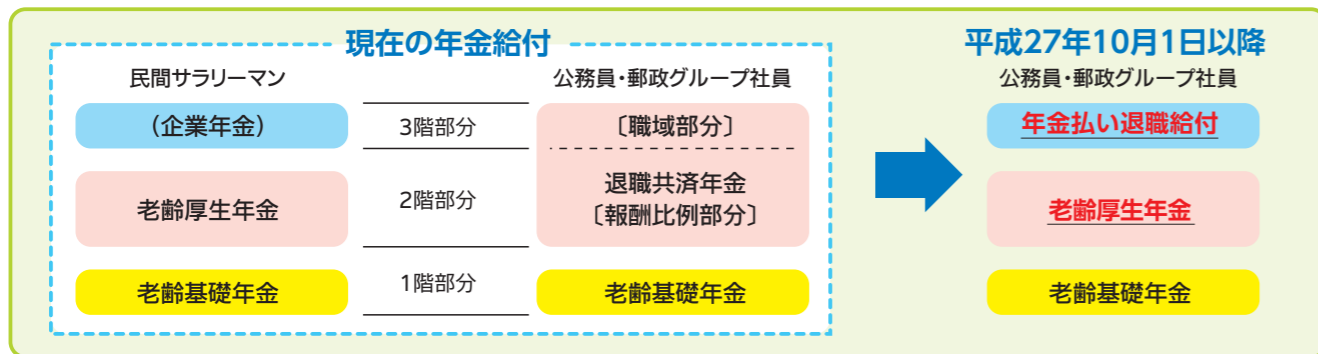 現在の年金給付
民間サラリーマン
(企業年金)
老齢厚生年金
老齢基礎年金
3階部分
2階部分
1階部分
公務員・郵政グループ社員
〔職域部分〕
退職共済年金
〔報酬比例部分〕
老齢基礎年金
平成27年10月1日以降
公務員・郵政グループ社員
年金払い退職給付
老齢厚生年金
老齢基礎年金